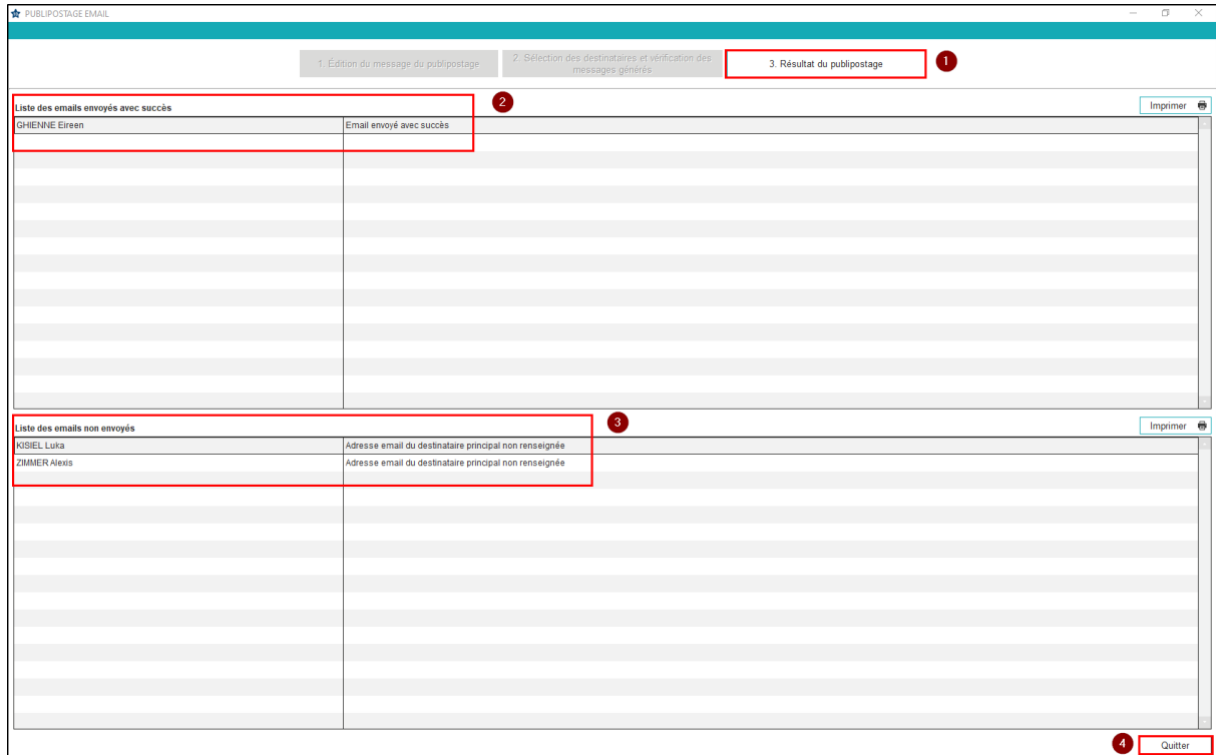 PUBLIPOSTAGE EMAIL
1. Édition du message du publipostage
2. Sélection des destinataires et vérification des
messages générés
3. Résultat du publipostage
1
Liste des emails envoyés avec succès
2
Imprimer
GHIENNE Eireen Email envoyé avec succès
Liste des emails non envoyés
3
Imprimer
KISIEL Luka Adresse email du destinataire principal non renseignée
ZIMMER Alexis Adresse email du destinataire principal non renseignée
4
Quitter